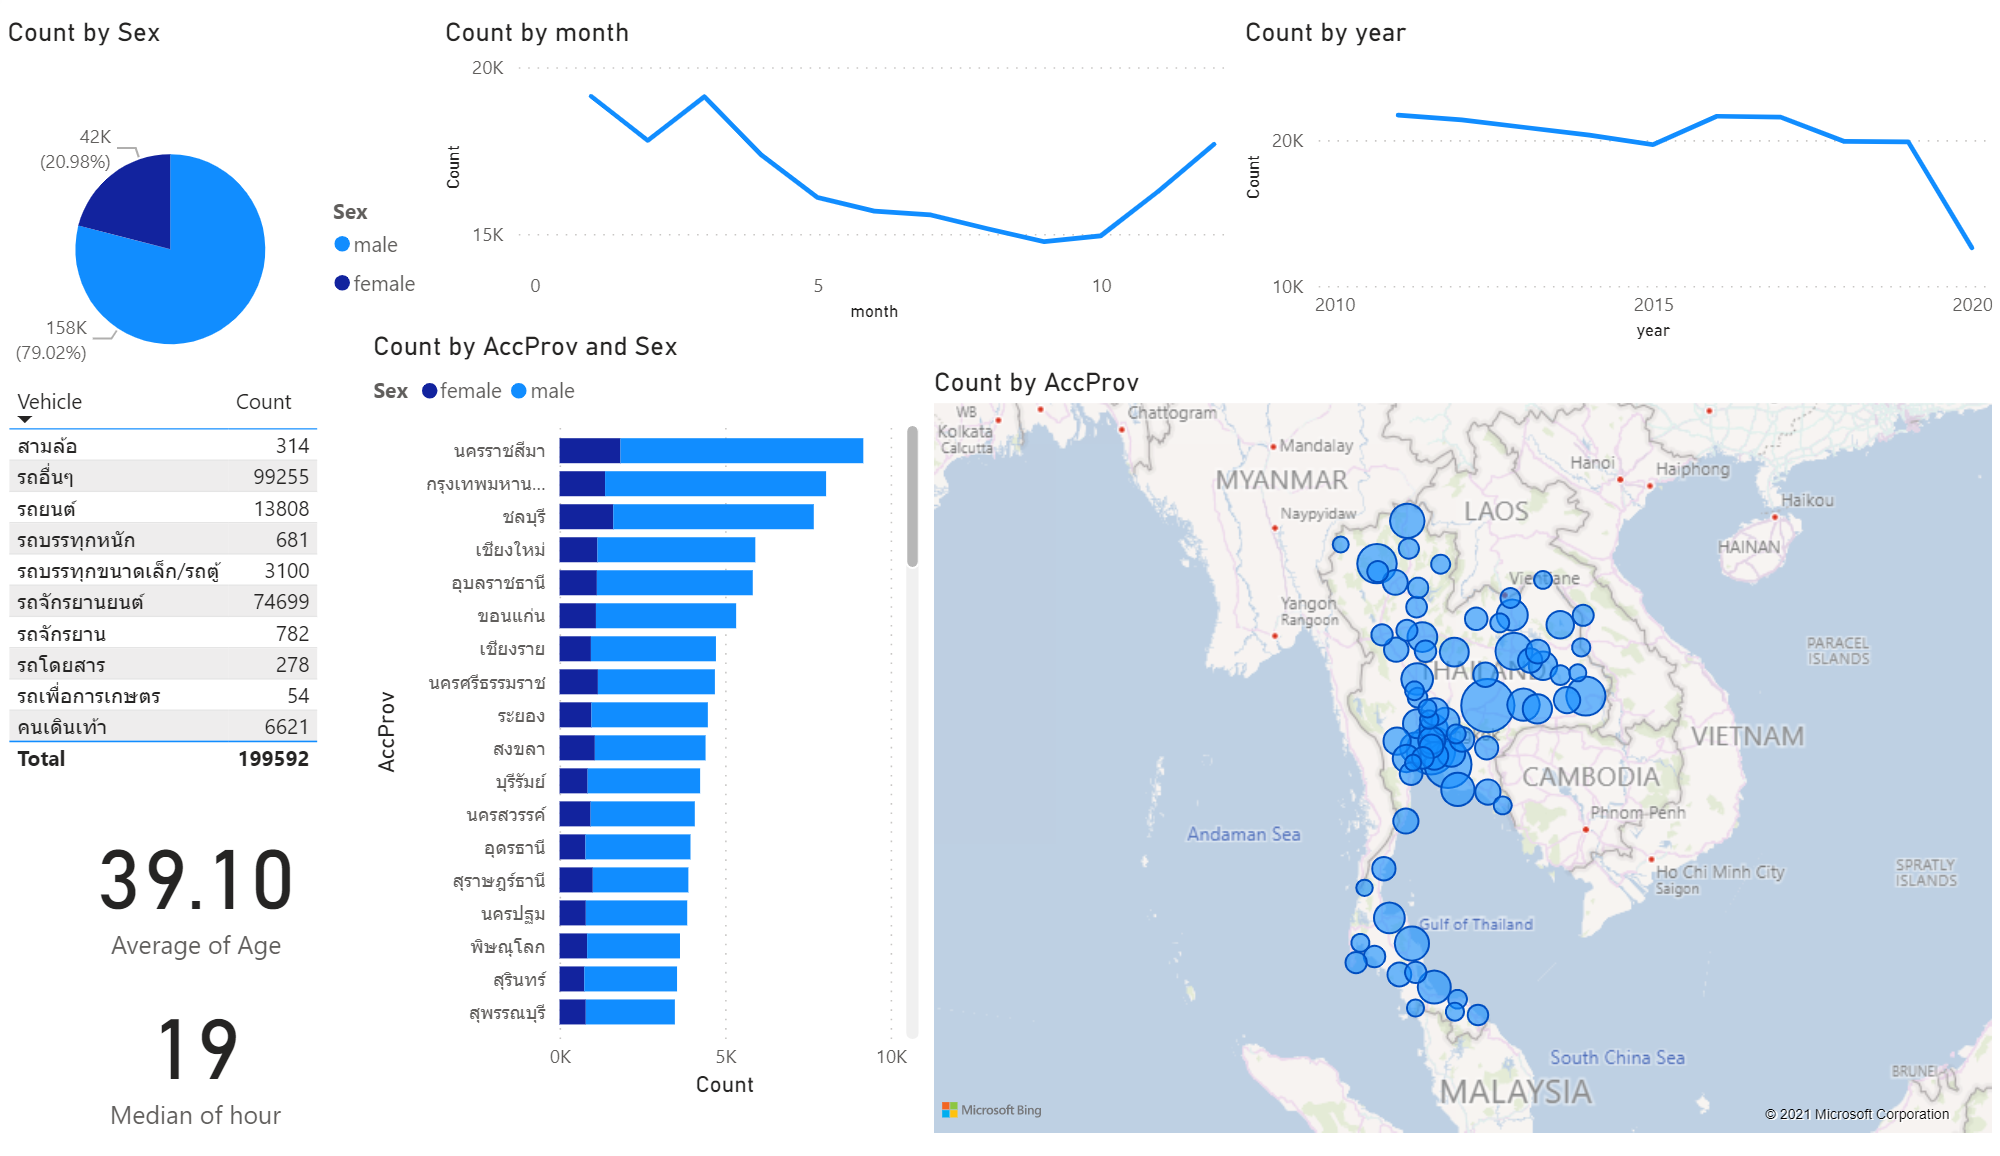 Count by Sex
42K
(20.98%)
158K
(79.02%)
Sex
male
female
Count by month
20K
15K
Count
0
5
10
month
Count by year
20K
10K
Count
2010
2015
2020
year
Vehicle Count
สามล้อ 314
รถอื่นๆ 99255
รถยนต์ 13808
รถบรรทุกหนัก 681
รถบรรทุกขนาดเล็ก/รถตู้ 3100
รถจักรยานยนต์ 74699
รถจักรยาน 782
รถโดยสาร 278
รถเพื่อการเกษตร 54
คนเดินเท้า 6621
Total 199592
39.10
Average of Age
19
Median of hour
Count by AccProv and Sex
Sex female male
AccProv
นครราชสีมา
กรุงเทพมหาน...
ชลบุรี
เชียงใหม่
อุบลราชธานี
ขอนแก่น
เชียงราย
นครศรีธรรมราช
ระยอง
สงขลา
บุรีรัมย์
นครสวรรค์
อุดรธานี
สุราษฎร์ธานี
นครปฐม
พิษณุโลก
สุรินทร์
สุพรรณบุรี
0K 5K 10K
Count
Count by AccProv
WB
Kolkata
Calcutta
Chattogram
Mandalay
MYANMAR
Naypyidaw
LAOS
Hanoi
Haiphong
Haikou
HAINAN
Vientiane
Yangon
Rangoon
THAILAND
PARACEL
ISLANDS
VIETNAM
CAMBODIA
Phnom Penh
Andaman Sea
Ho Chi Minh City
Saigon
SPRATLY
ISLANDS
Gulf of Thailand
South China Sea
BRUNEI
MALAYSIA
Microsoft Bing
© 2021 Microsoft Corporation